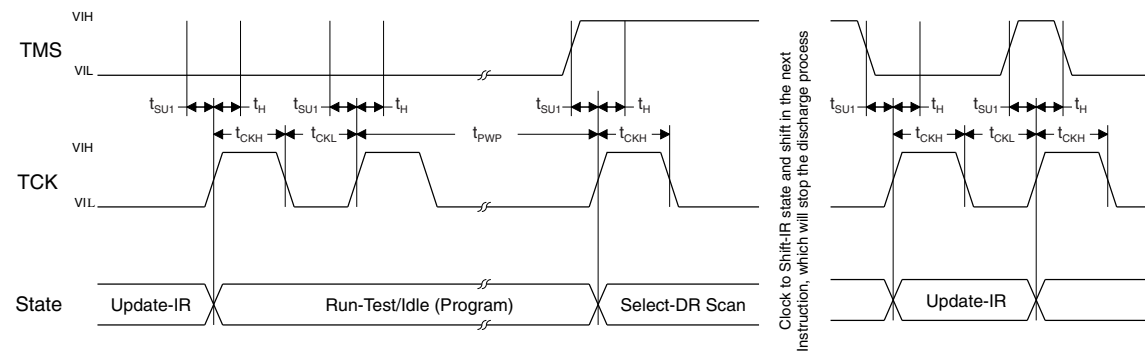 VIH
TMS
VIL
tSU1 tH tSU1 tH tSU1 tH tSU1 tH tSU1 tH
tCKH tCKL tPWP tCKH tCKH tCKL tCKH
VIH
TCK
VIL
State Update-IR Run-Test/Idle (Program) Select-DR Scan Update-IR
Clock to Shift-IR state and shift in the next
Instruction, which will stop the discharge process